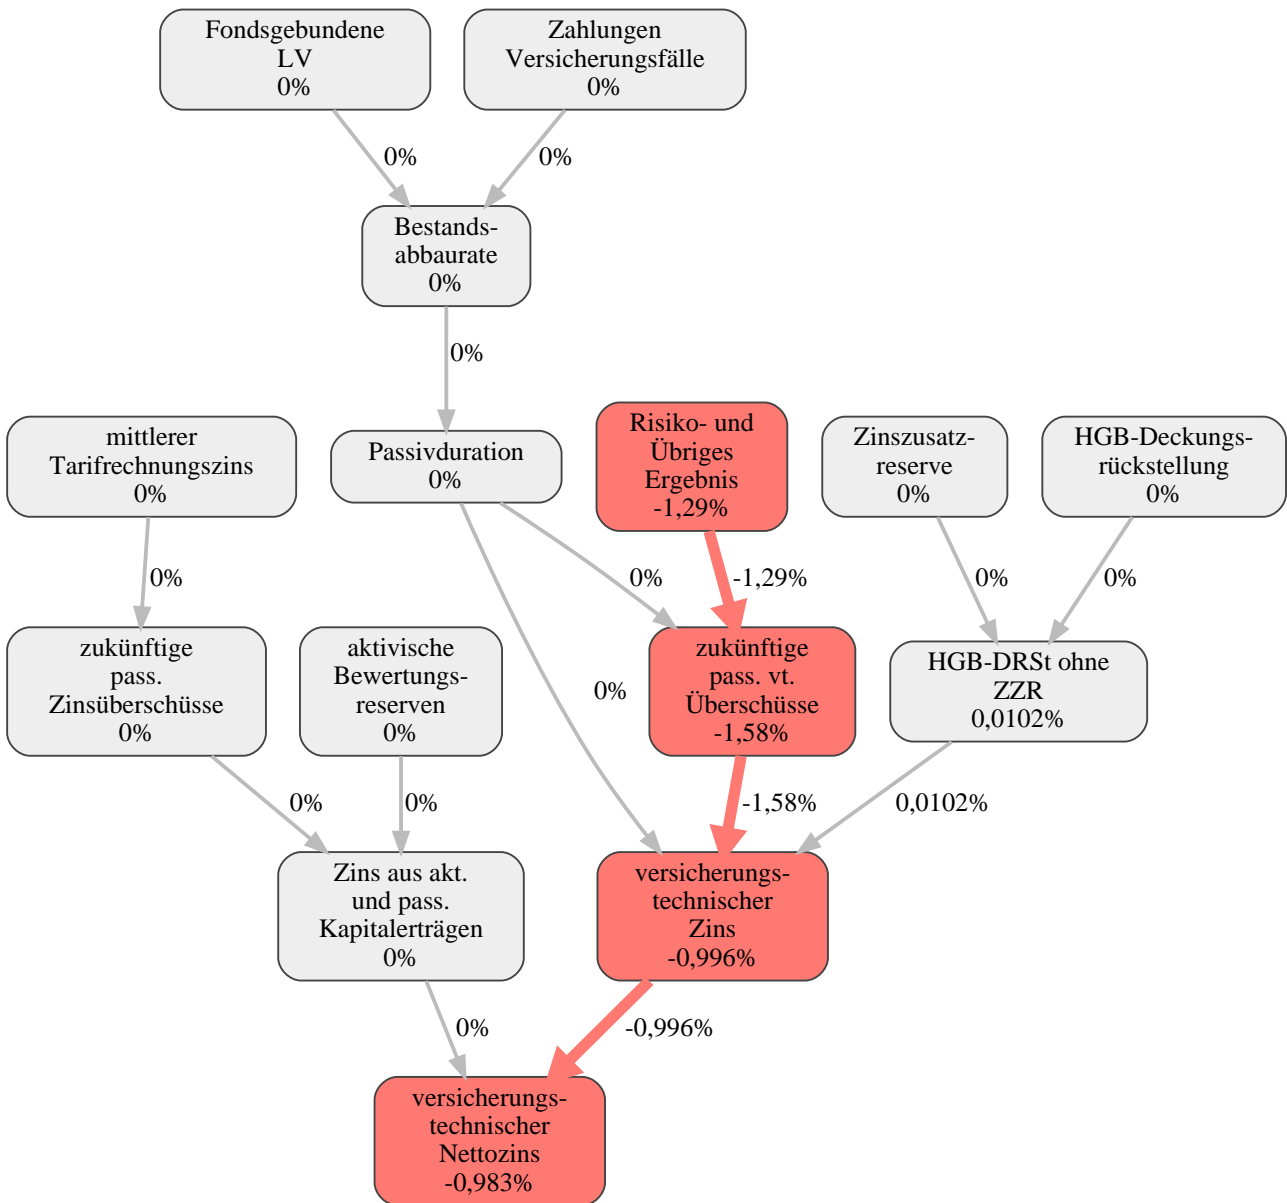 Fondsgebundene
LV
0%
Zahlungen
Versicherungsfälle
0%
0%
0%
Bestands-
abbaurate
0%
0%
mittlerer
Tarifrechnungszins
0%
Passivduration
0%
Risiko- und
Übriges
Ergebnis
-1,29%
Zinszusatz-
reserve
0%
HGB-Deckungs-
rückstellung
0%
0%
0%
-1,29%
0%
0%
zukünftige
pass.
Zinsüberschüsse
0%
aktivische
Bewertungs-
reserven
0%
0%
zukünftige
pass. vt.
Überschüsse
-1,58%
HGB-DRSt ohne
ZZR
0,0102%
0%
0%
-1,58%
0,0102%
Zins aus akt.
und pass.
Kapitalerträgen
0%
versicherungs-
technischer
Zins
-0,996%
0%
-0,996%
versicherungs-
technischer
Nettozins
-0,983%